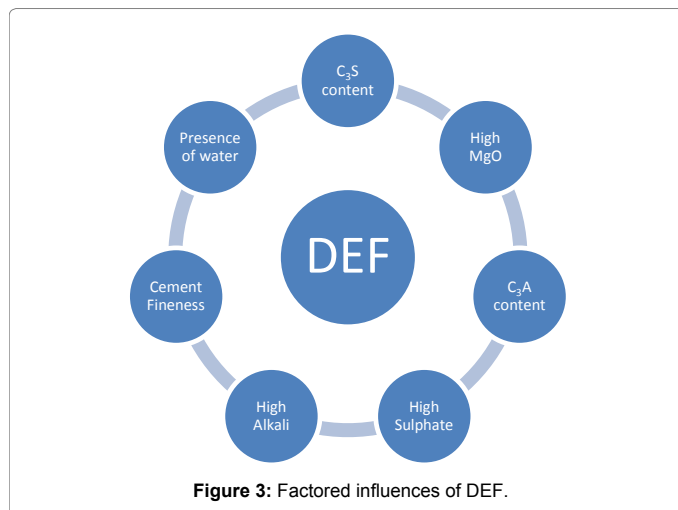 C₃S
content
High
MgO
C₃A
content
High
Sulphate
High
Alkali
Cement
Fineness
Presence
of water
DEF
Figure 3: Factored influences of DEF.